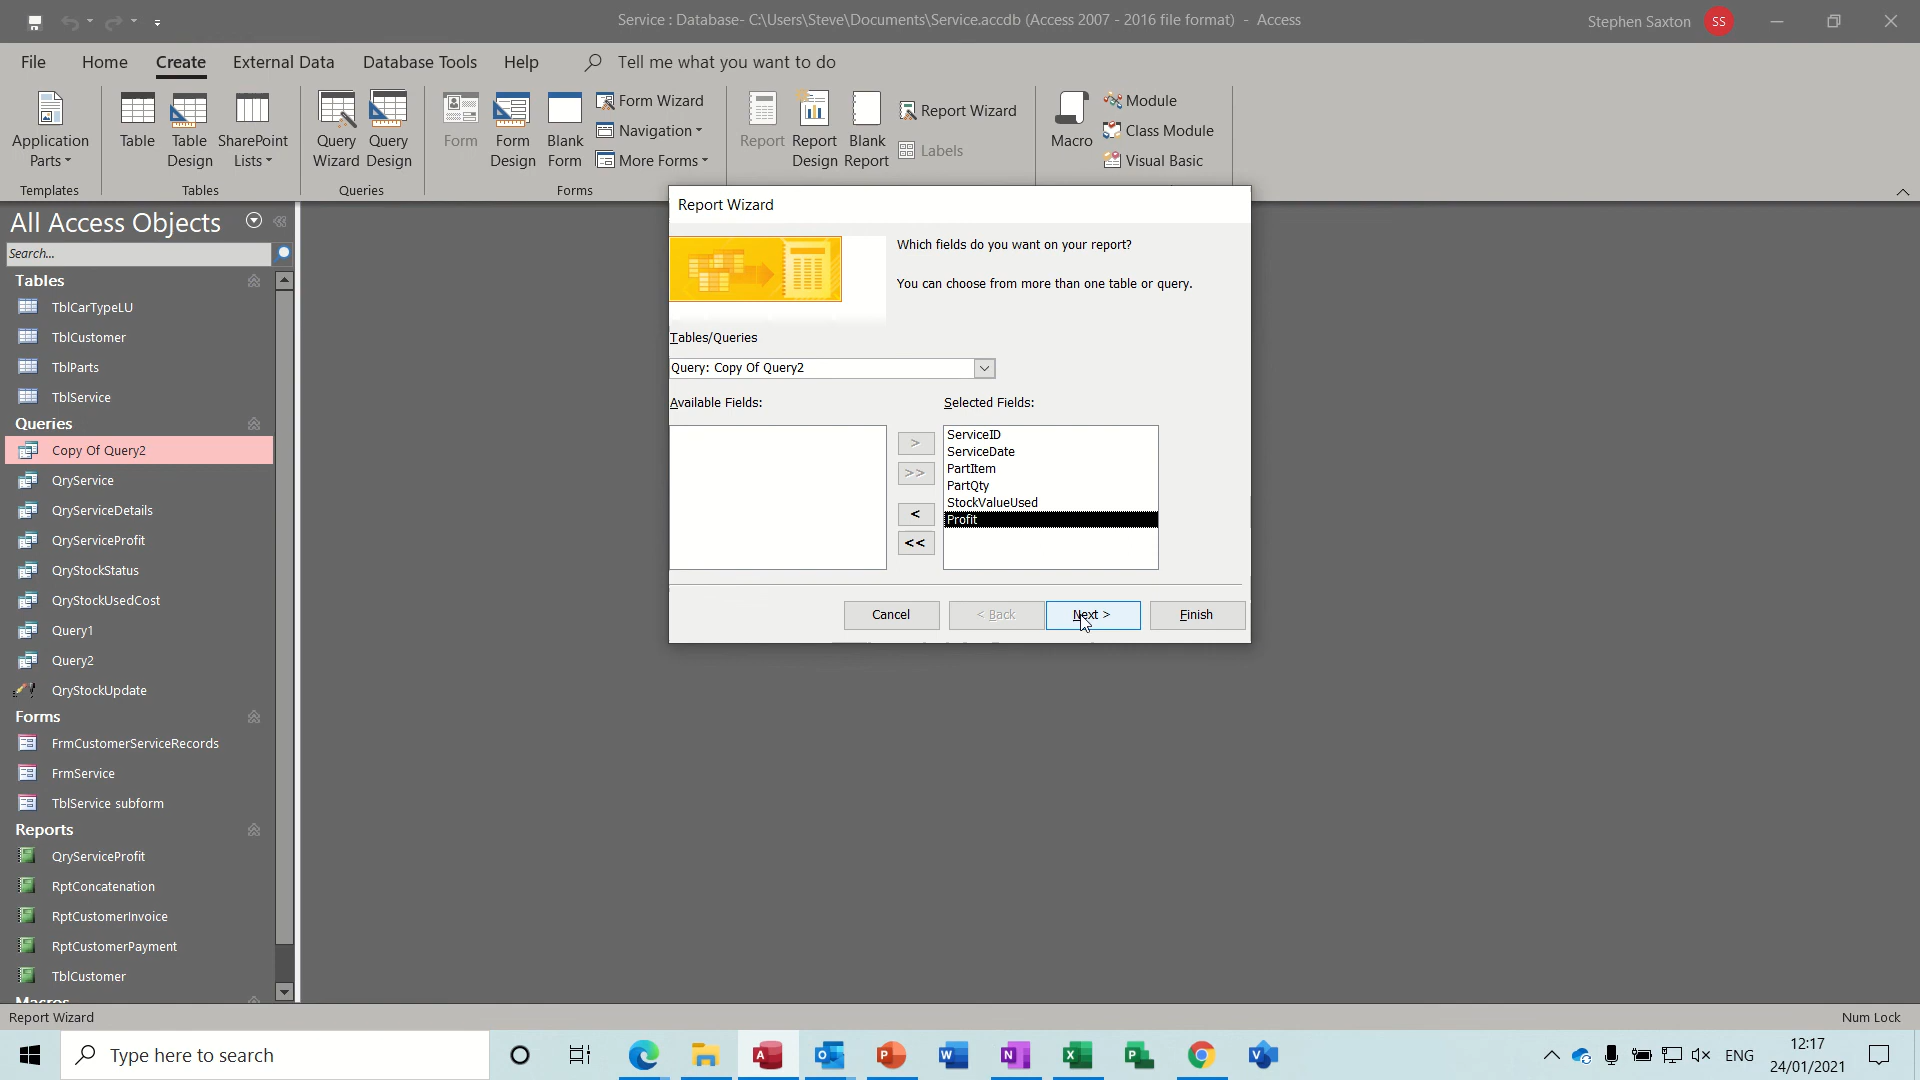 Service : Database- C:\Users\Steve\Documents\Service.accdb (Access 2007 - 2016 file format) - Access
Stephen Saxton
SS
File
Home
Create
External Data
Database Tools
Help
Tell me what you want to do
Application Parts
Table
Table Design
SharePoint Lists
Query Wizard
Query Design
Form
Form Design
Blank Form
Form Wizard
Navigation
More Forms
Report
Report Design
Blank Report
Report Wizard
Labels
Macro
Module
Class Module
Visual Basic
Templates
Tables
Queries
Forms
All Access Objects
Search...
Tables
TblCarTypeLU
TblCustomer
TblParts
TblService
Queries
Copy Of Query2
QryService
QryServiceDetails
QryServiceProfit
QryStockStatus
QryStockUsedCost
Query1
Query2
QryStockUpdate
Forms
FrmCustomerServiceRecords
FrmService
TblService subform
Reports
QryServiceProfit
RptConcatenation
RptCustomerInvoice
RptCustomerPayment
TblCustomer
Macros
Report Wizard
Which fields do you want on your report?
You can choose from more than one table or query.
Tables/Queries
Query: Copy Of Query2
Available Fields:
Selected Fields:
ServiceID
ServiceDate
PartItem
PartQty
StockValueUsed
Profit
>
>>
<
<<
Cancel
< Back
Next >
Finish
Report Wizard
Num Lock
Type here to search
ENG
12:17
24/01/2021